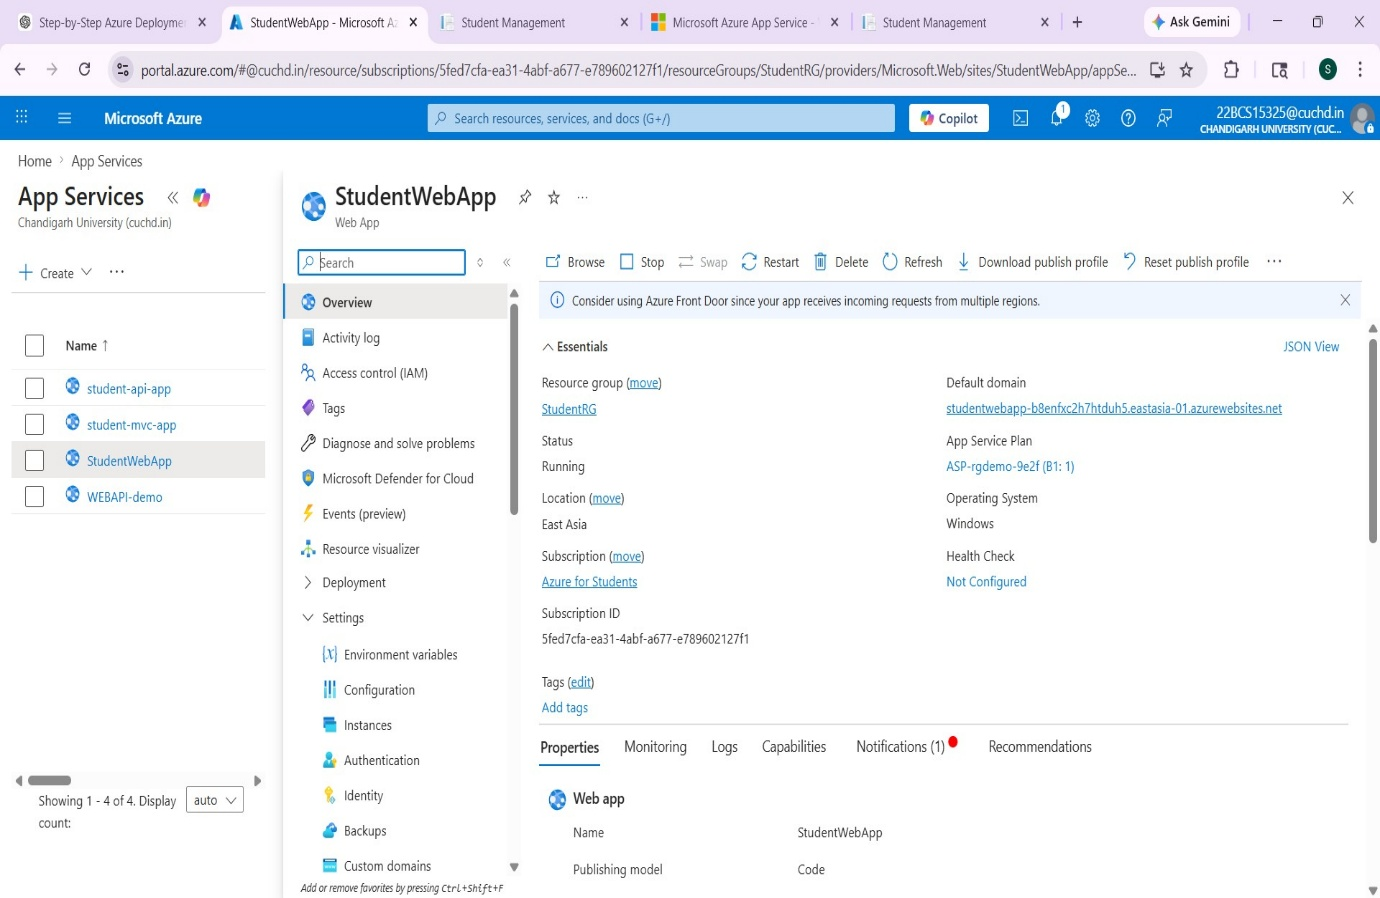 Step-by-Step Azure Deployme
StudentWebApp - Microsoft Az
Student Management
Microsoft Azure App Service -
Student Management
Ask Gemini
portal.azure.com/#@cuchd.in/resource/subscriptions/5fed7cfa-ea31-4abf-a677-e789602127f1/resourceGroups/StudentRG/providers/Microsoft.Web/sites/StudentWebApp/appSe...
S
Microsoft Azure
Search resources, services, and docs (G+/)
Copilot
1
22BCS15325@cuchd.in
CHANDIGARH UNIVERSITY (CUC...
Home > App Services
App Services
Chandigarh University (cuchd.in)
Create
Name ↑
student-api-app
student-mvc-app
StudentWebApp
WEBAPI-demo
Showing 1 - 4 of 4. Display
count:
auto
StudentWebApp
Web App
Search
Overview
Activity log
Access control (IAM)
Tags
Diagnose and solve problems
Microsoft Defender for Cloud
Events (preview)
Resource visualizer
Deployment
Settings
Environment variables
Configuration
Instances
Authentication
Identity
Backups
Custom domains
Add or remove favorites by pressing Ctrl+Shift+F
Browse Stop Swap Restart Delete Refresh Download publish profile Reset publish profile ...
Consider using Azure Front Door since your app receives incoming requests from multiple regions.
Essentials
JSON View
Resource group (move)
StudentRG
Status
Running
Location (move)
East Asia
Subscription (move)
Azure for Students
Subscription ID
5fed7cfa-ea31-4abf-a677-e789602127f1
Default domain
studentwebapp-b8enfxc2h7htduh5.eastasia-01.azurewebsites.net
App Service Plan
ASP-rgdemo-9e2f (B1: 1)
Operating System
Windows
Health Check
Not Configured
Tags (edit)
Add tags
Properties Monitoring Logs Capabilities Notifications (1) Recommendations
Web app
Name StudentWebApp
Publishing model Code